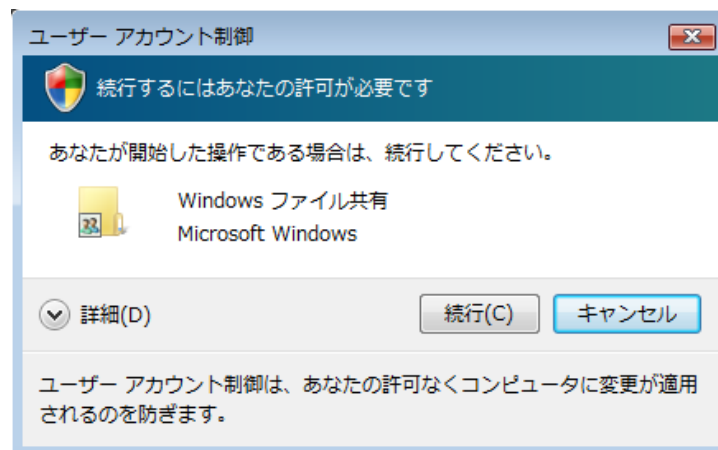 ユーザー アカウント制御
続行するにはあなたの許可が必要です
あなたが開始した操作である場合は、続行してください。
Windows ファイル共有
Microsoft Windows
詳細(D)
続行(C)
キャンセル
ユーザー アカウント制御は、あなたの許可なくコンピュータに変更が適用
されるのを防ぎます。